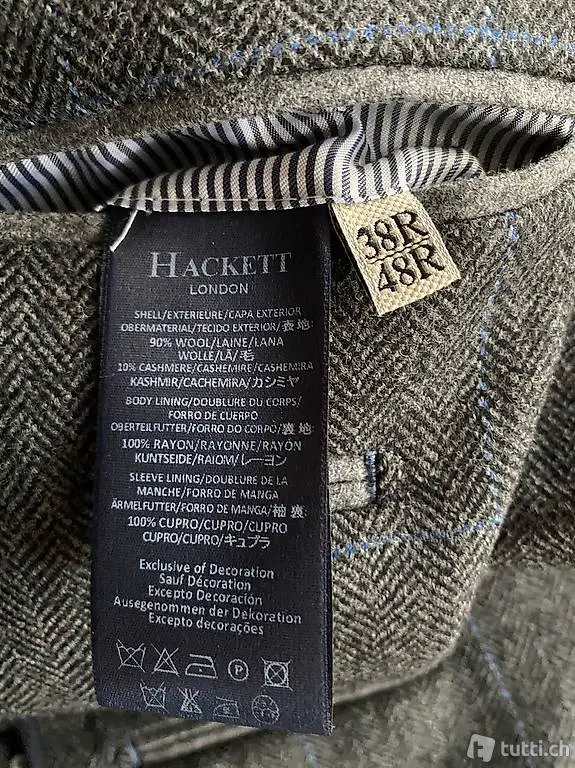 HACKETT
LONDON
SHELL/EXTERIEURE/CAPA EXTERIOR
OBERMATERIAL/TECIDO EXTERIOR/表地:
90% WOOL/LAINE/LANA
WOLLE/LÃ/毛
10% CASHMERE/CASHEMIRE/CASHEMIRA
KASHMIR/CACHEMIRA/カシミヤ
BODY LINING/DOUBLURE DU CORPS/
FORRO DE CUERPO
OBERTEILFUTTER/FORRO DO CORPO/裏地:
100% RAYON/RAYONNE/RAYÓN
KUNTSEIDE/RAIOM/レーヨン
SLEEVE LINING/DOUBLURE DE LA
MANCHE/FORRO DE MANGA
ÄRMELFUTTER/FORRO DE MANGA/袖裏:
100% CUPRO/CUPRO/CUPRO
CUPRO/CUPRO/キュプラ
Exclusive of Decoration
Sauf Décoration
Excepto Decoración
Ausegenommen der Dekoration
Excepto decorações
P
38R
48R
tutti.ch